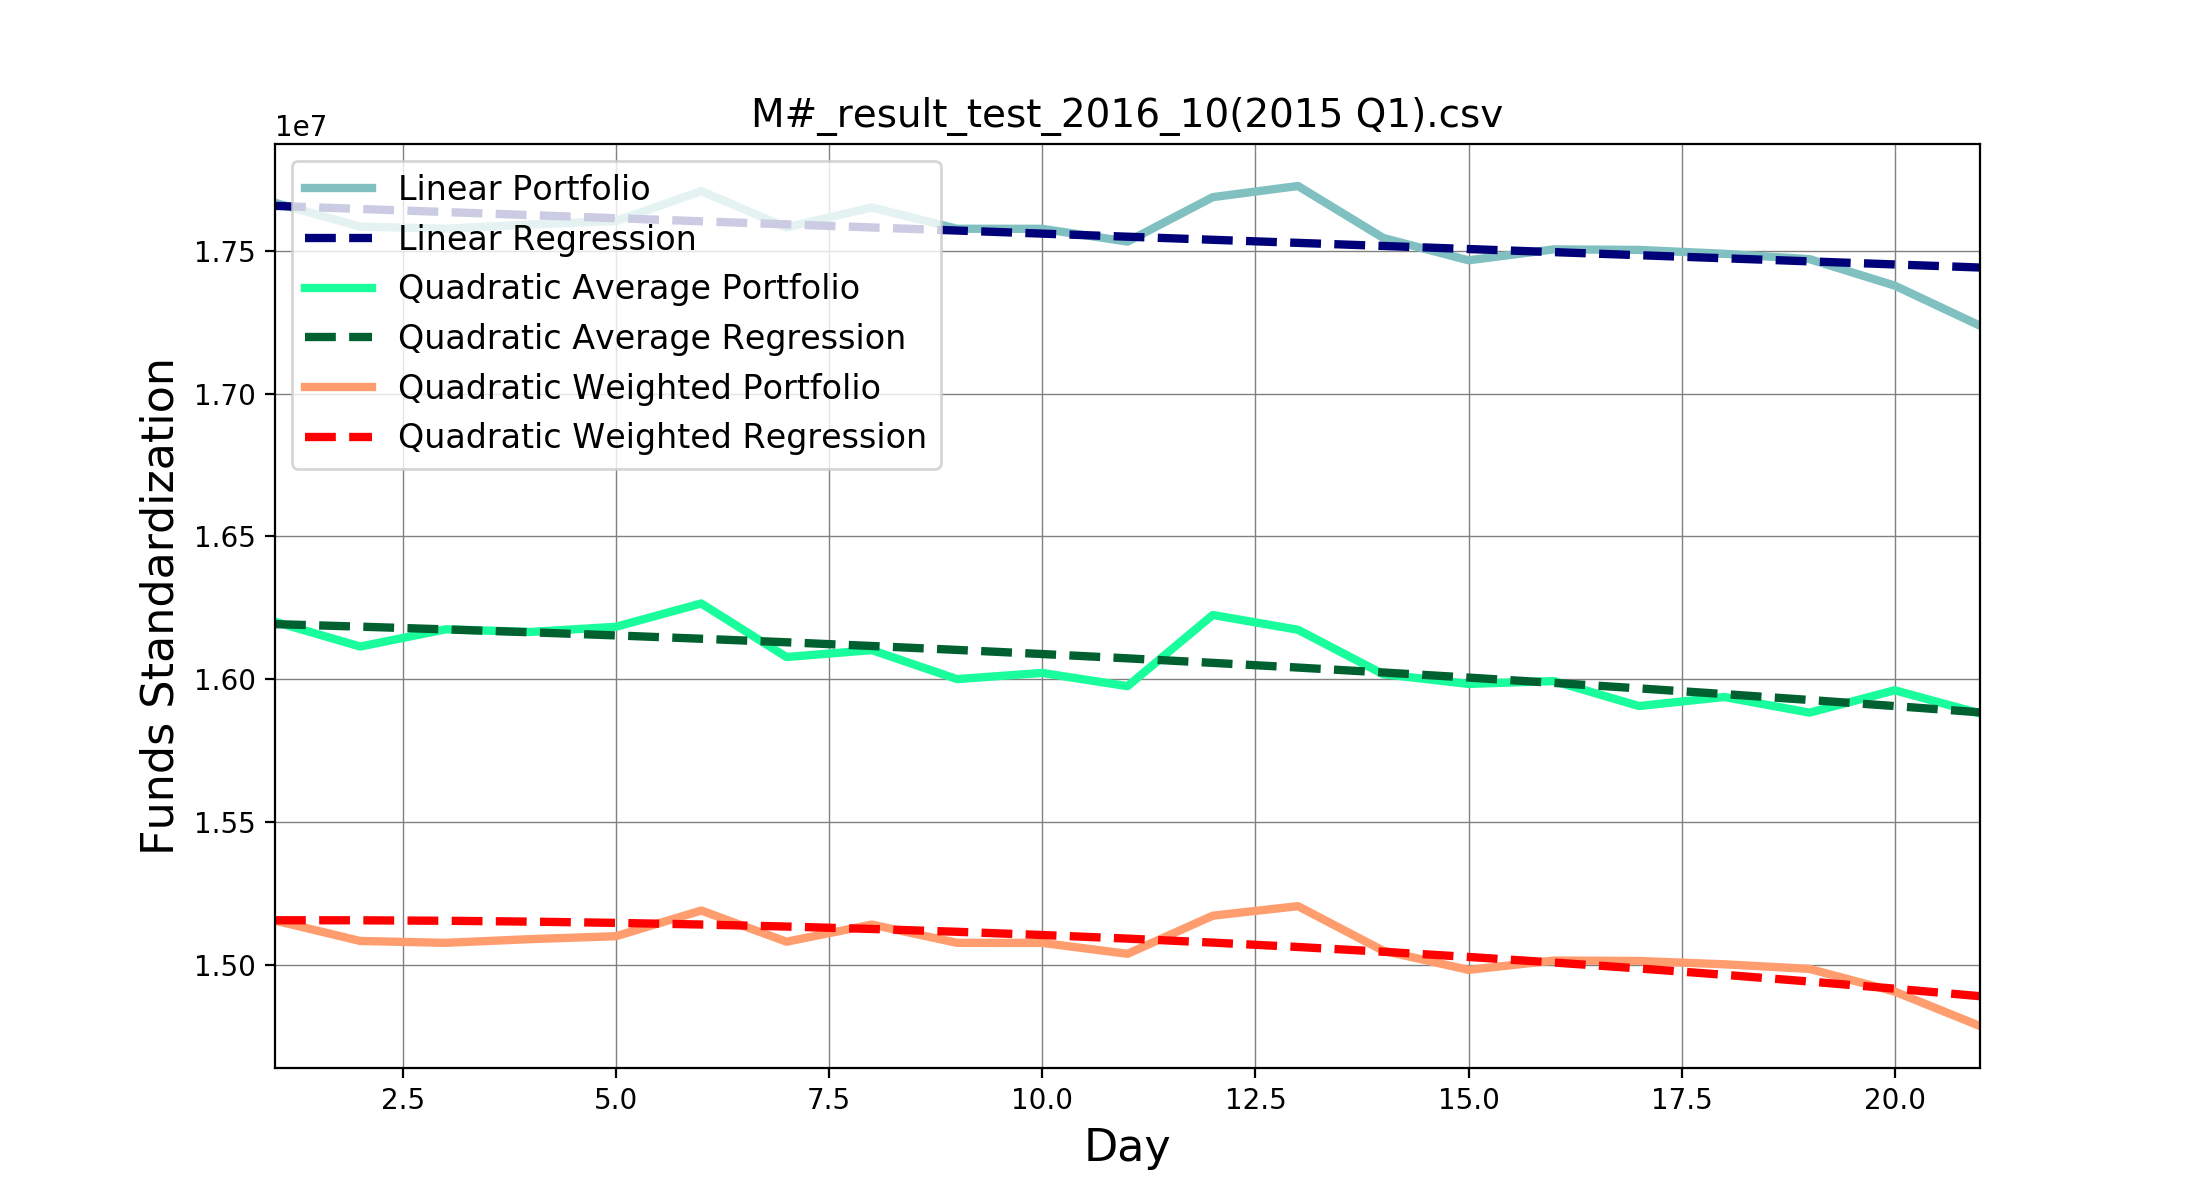 M#_result_test_2016_10(2015 Q1).csv
1e7
Linear Portfolio
Linear Regression
Quadratic Average Portfolio
Quadratic Average Regression
Quadratic Weighted Portfolio
Quadratic Weighted Regression
1.75
1.70
1.65
1.60
1.55
1.50
Funds Standardization
2.5 5.0 7.5 10.0 12.5 15.0 17.5 20.0
Day